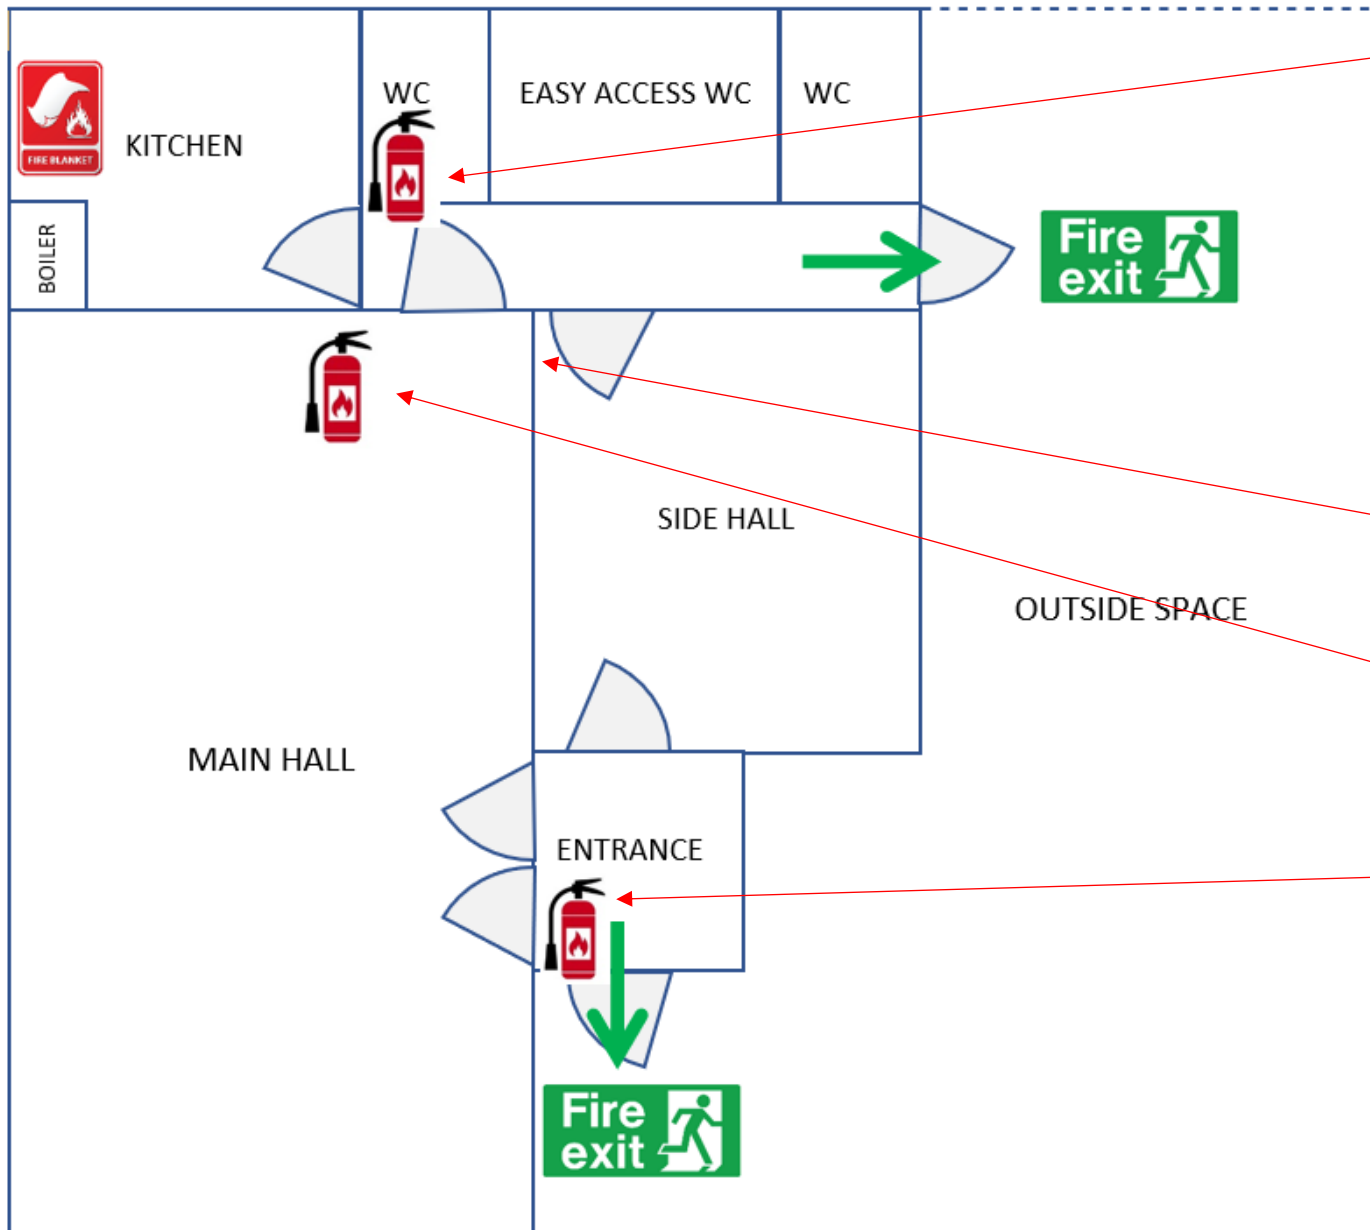 WC
EASY ACCESS WC
WC
KITCHEN
FIRE BLANKET
BOILER
Fire
exit
SIDE HALL
OUTSIDE SPACE
MAIN HALL
ENTRANCE
Fire
exit